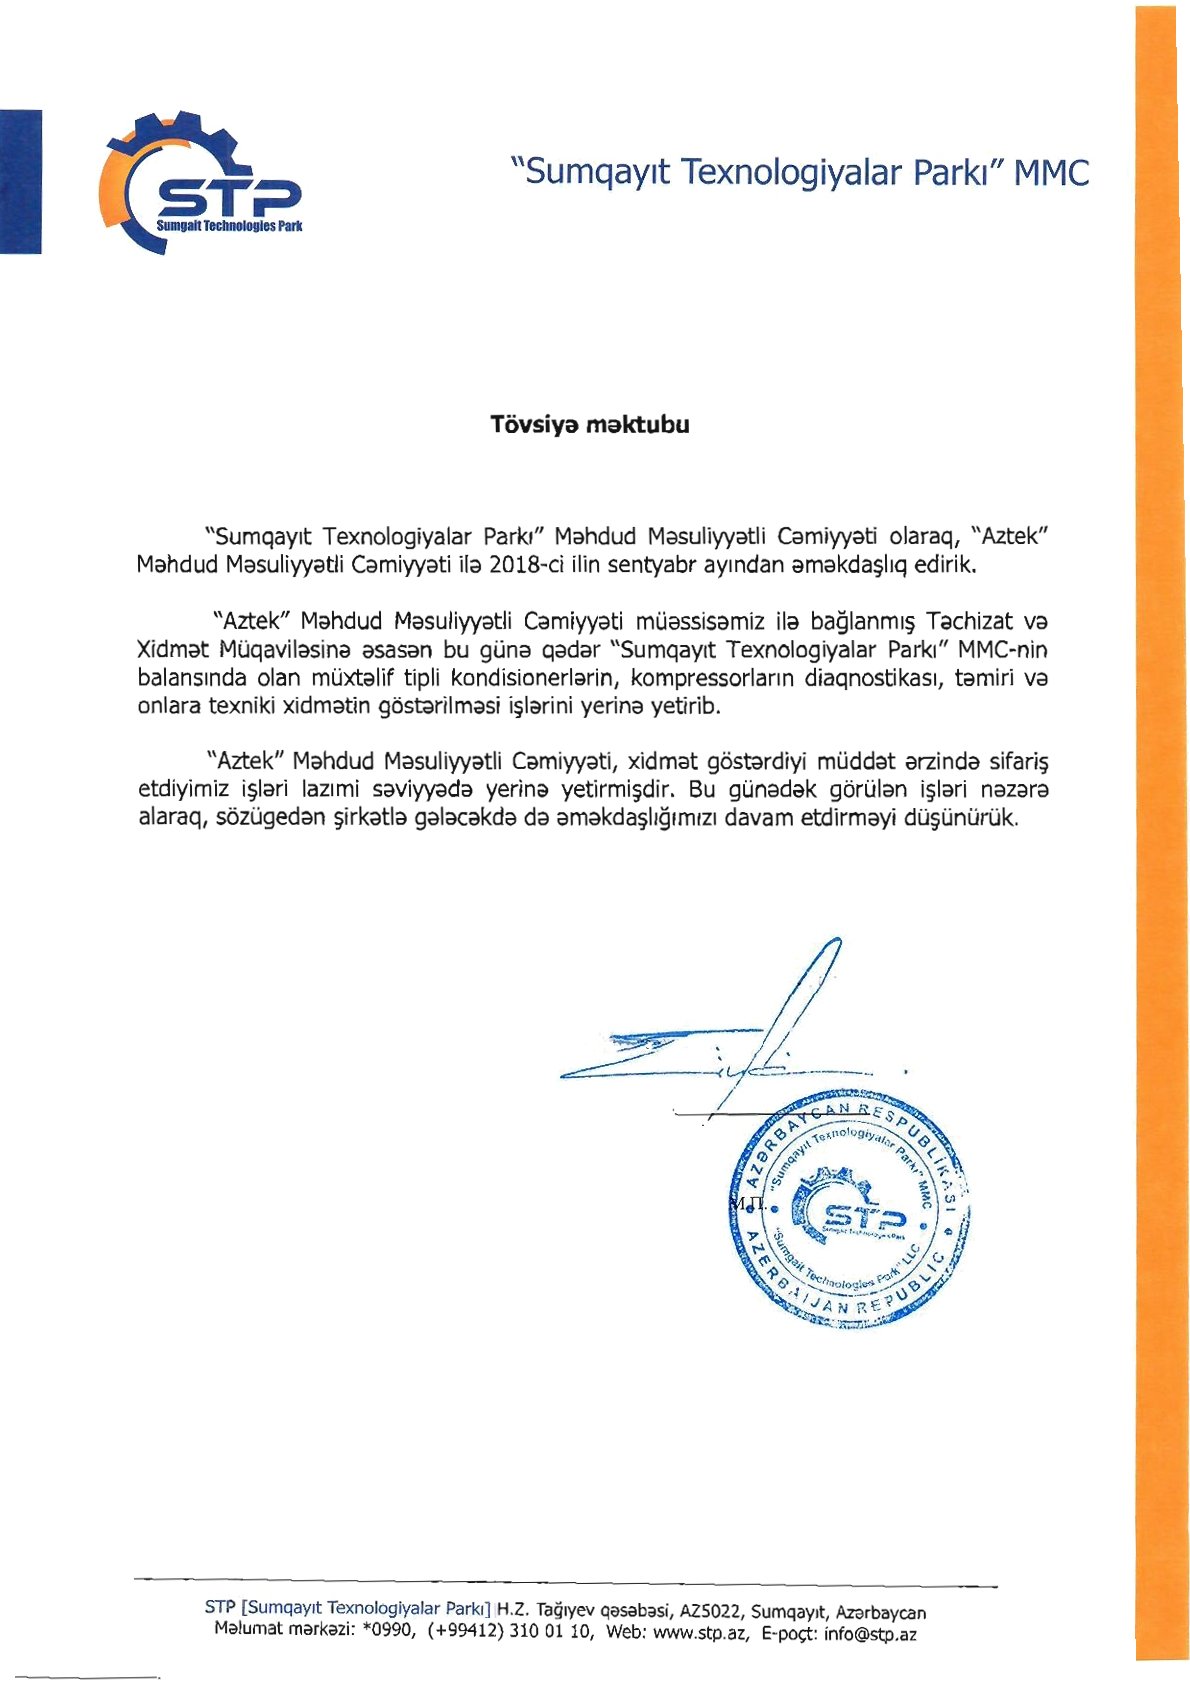 STP
Sumgait Technologies Park
“Sumqayıt Texnologiyalar Parkı” MMC
Tövsiyə məktubu
“Sumqayıt Texnologiyalar Parkı” Məhdud Məsuliyyətli Cəmiyyəti olaraq, “Aztek”
Məhdud Məsuliyyətli Cəmiyyəti ilə 2018-ci ilin sentyabr ayından əməkdaşlıq edirik.
“Aztek” Məhdud Məsuliyyətli Cəmiyyəti müəssisəmiz ilə bağlanmış Təchizat və
Xidmət Müqaviləsinə əsasən bu günə qədər “Sumqayıt Texnologiyalar Parkı” MMC-nin
balansında olan müxtəlif tipli kondisionerlərin, kompressorların diaqnostikası, təmiri və
onlara texniki xidmətin göstərilməsi işlərini yerinə yetirib.
“Aztek” Məhdud Məsuliyyətli Cəmiyyəti, xidmət göstərdiyi müddət ərzində sifariş
etdiyimiz işləri lazımi səviyyədə yerinə yetirmişdir. Bu günədək görülən işləri nəzərə
alaraq, sözügedən şirkətlə gələcəkdə də əməkdaşlığımızı davam etdirməyi düşünürük.
AZƏRBAYCAN RESPUBLİKASI
“Sumqayıt Texnologiyalar Parkı” MMC
М.П.
STP
Sumgait Technologies Park
“Sumgait Technologies Park” LLC
AZERBAIJAN REPUBLIC
STP [Sumqayıt Texnologiyalar Parkı] H.Z. Tağıyev qəsəbəsi, AZ5022, Sumqayıt, Azərbaycan
Məlumat mərkəzi: *0990, (+99412) 310 01 10, Web: www.stp.az, E-poçt: info@stp.az